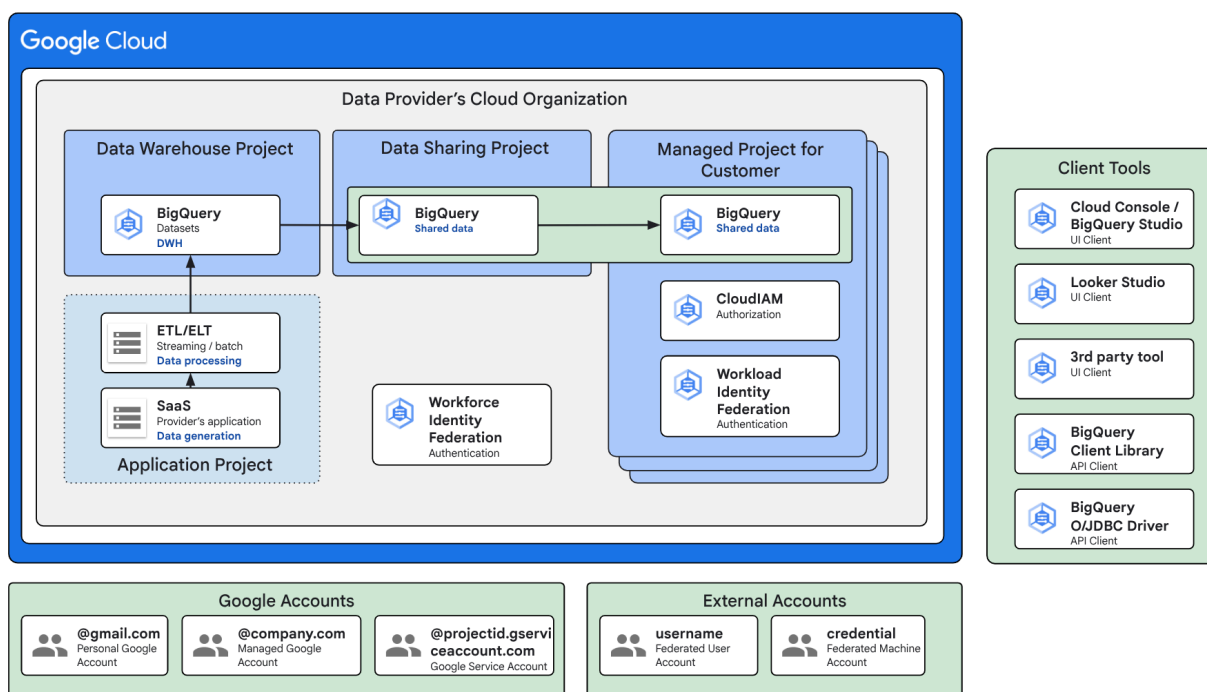 Google Cloud
Data Provider's Cloud Organization
Data Warehouse Project
BigQuery
Datasets
DWH
Data Sharing Project
BigQuery
Shared data
Managed Project for
Customer
BigQuery
Shared data
CloudIAM
Authorization
Workload
Identity
Federation
Authentication
ETL/ELT
Streaming / batch
Data processing
SaaS
Provider's application
Data generation
Application Project
Workforce
Identity
Federation
Authentication
Client Tools
Cloud Console /
BigQuery Studio
UI Client
Looker Studio
UI Client
3rd party tool
UI Client
BigQuery
Client Library
API Client
BigQuery
O/JDBC Driver
API Client
Google Accounts
@gmail.com
Personal Google
Account
@company.com
Managed Google
Account
@projectid.gservi
ceaccount.com
Google Service Account
External Accounts
username
Federated User
Account
credential
Federated Machine
Account